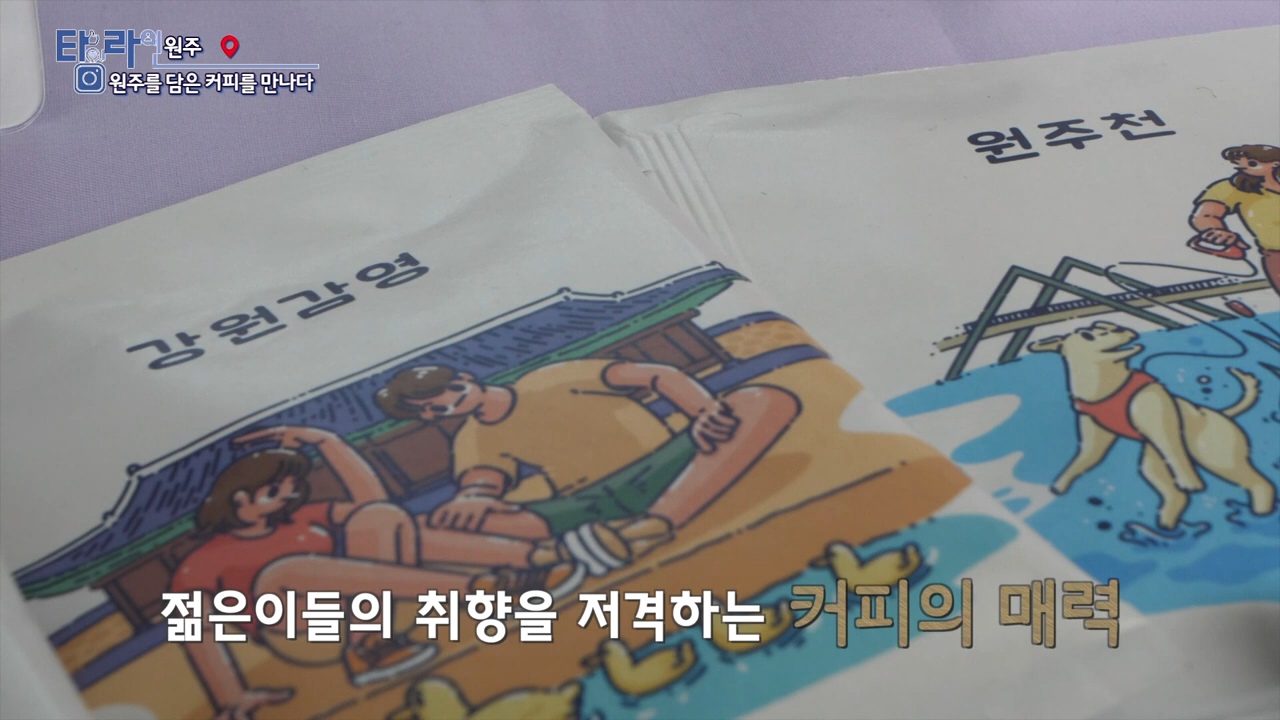 타라의 원주
원주를 담은 커피를 만나다
원주천
강원감영
젊은이들의 취향을 저격하는 커피의 매력